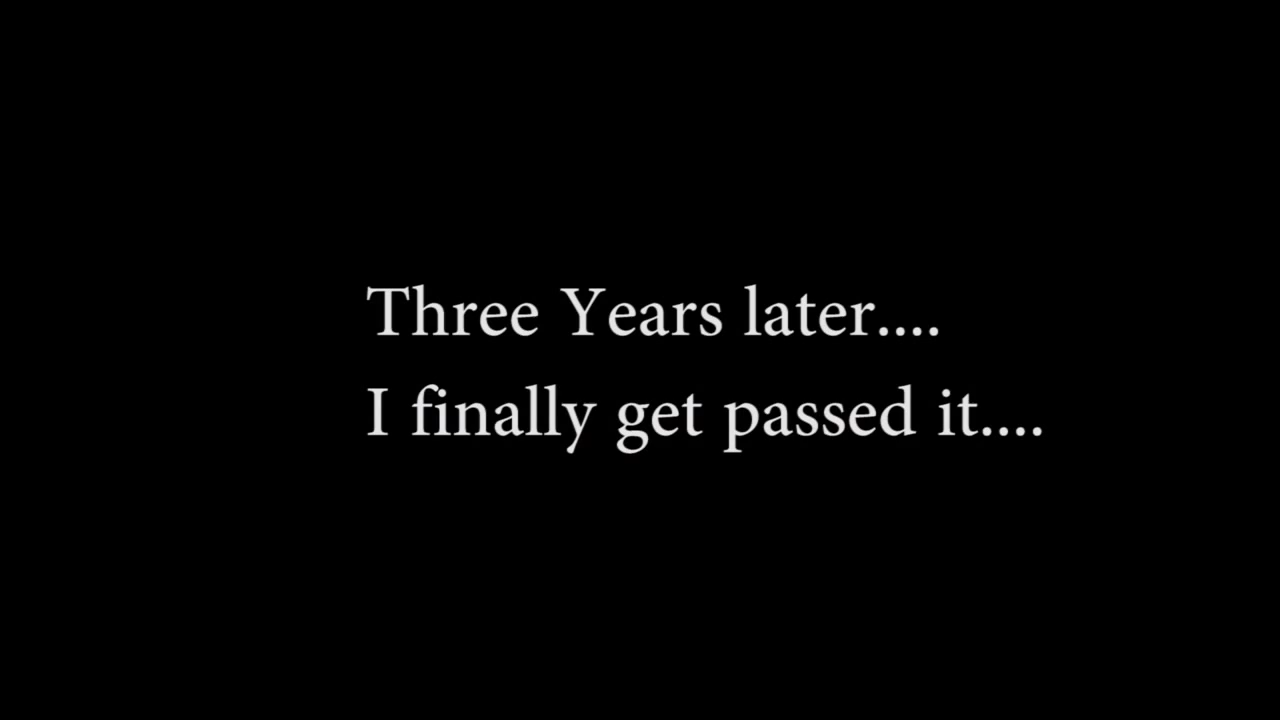 Three Years later....
I finally get passed it....